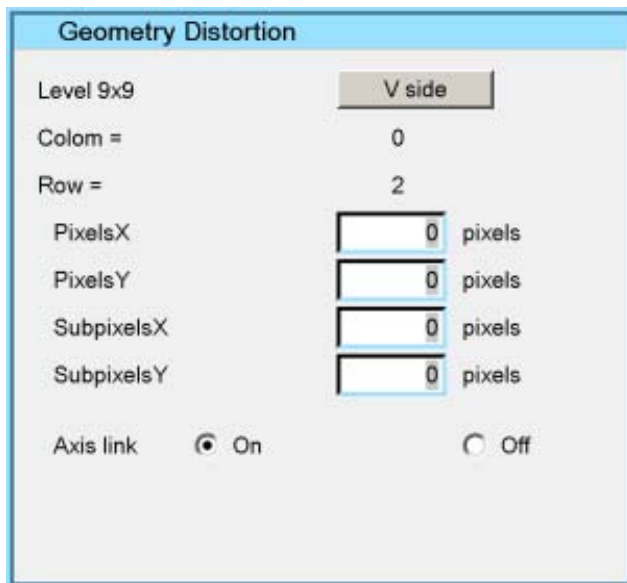 Geometry Distortion
Level 9x9 V side
Colom = 0
Row = 2
PixelsX 0 pixels
PixelsY 0 pixels
SubpixelsX 0 pixels
SubpixelsY 0 pixels
Axis link On Off